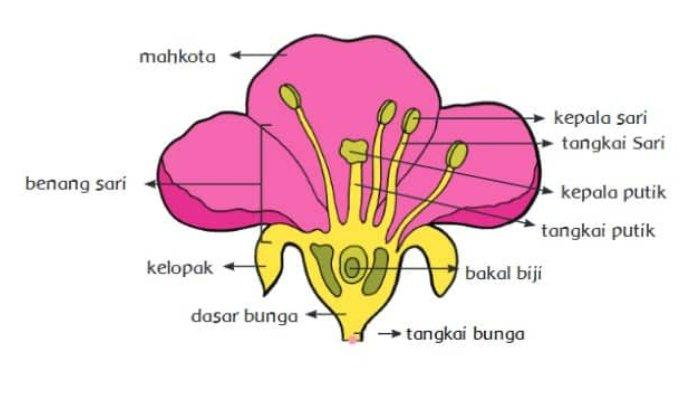 mahkota
kepala sari
tangkai Sari
benang sari
kepala putik
tangkai putik
kelopak
bakal biji
dasar bunga
tangkai bunga